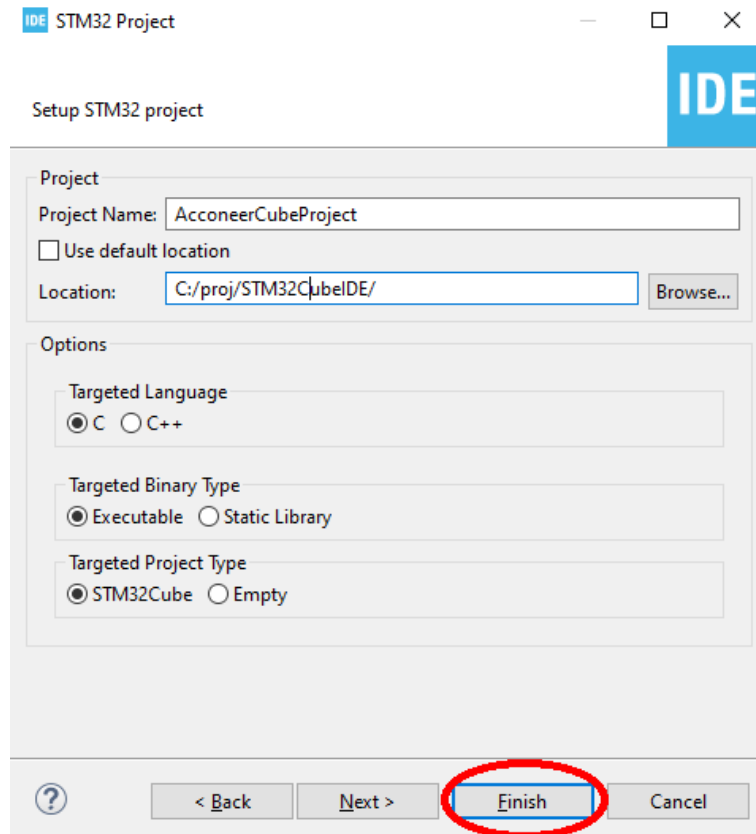 IDE STM32 Project
IDE
Setup STM32 project
Project
Project Name: AcconeerCubeProject
Use default location
Location: C:/proj/STM32CubeIDE/ Browse...
Options
Targeted Language
C C++
Targeted Binary Type
Executable Static Library
Targeted Project Type
STM32Cube Empty
? < Back Next > Finish Cancel